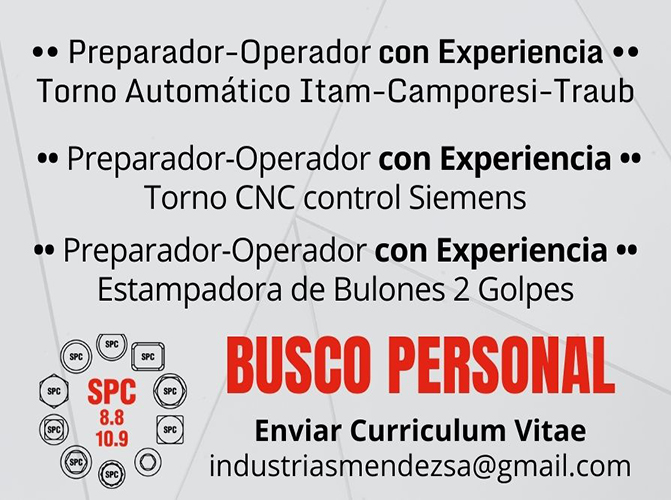 •• Preparador-Operador con Experiencia ••
Torno Automático Itam-Camporesi-Traub
•• Preparador-Operador con Experiencia ••
Torno CNC control Siemens
•• Preparador-Operador con Experiencia ••
Estampadora de Bulones 2 Golpes
SPC
SPC
SPC
SPC
SPC
SPC
8.8
10.9
SPC
SPC
SPC
SPC
BUSCO PERSONAL
Enviar Curriculum Vitae
industriasmendezsa@gmail.com